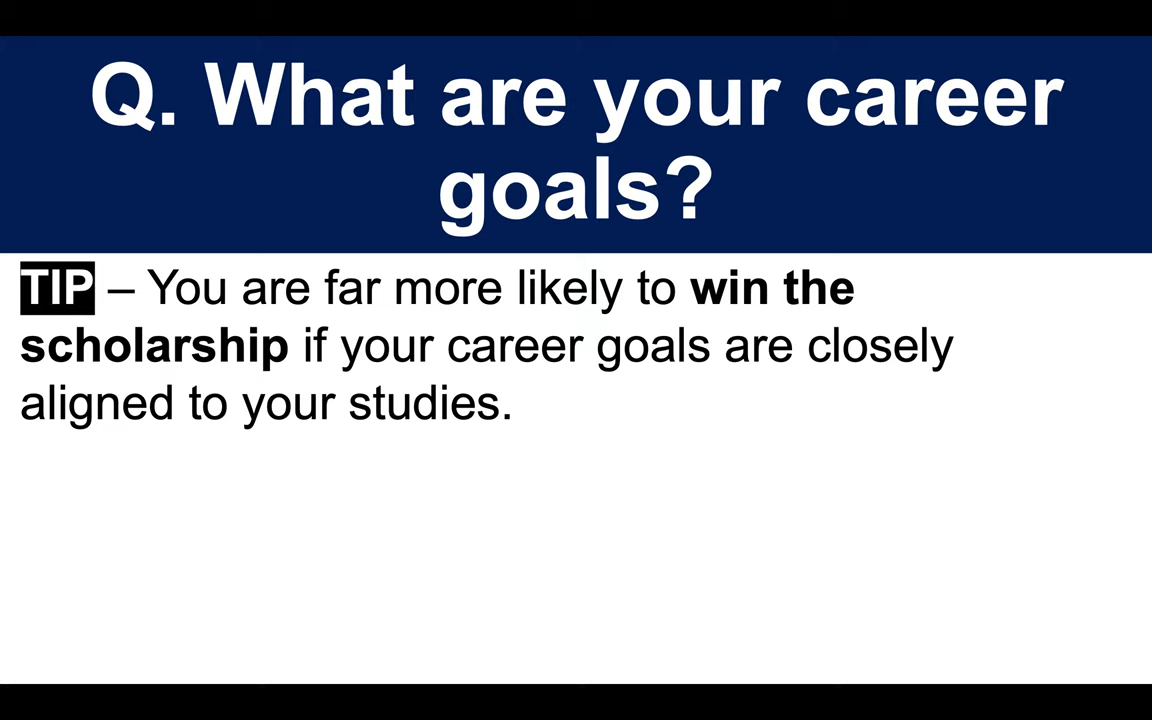 Q. What are your career
goals?
TIP – You are far more likely to win the
scholarship if your career goals are closely
aligned to your studies.